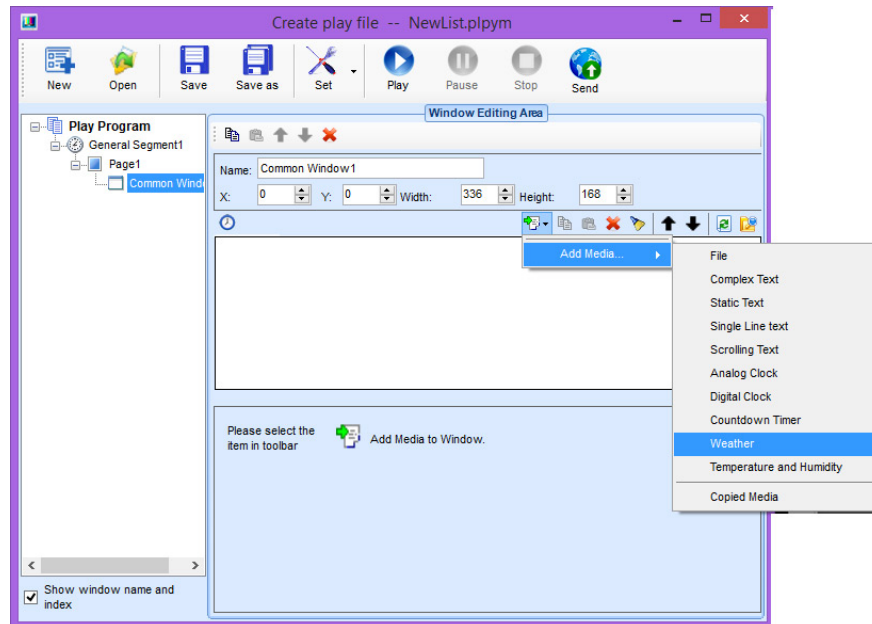 Create play file -- NewList.plpym
New Open Save Save as Set Play Pause Stop Send
Window Editing Area
Play Program
General Segment1
Page1
Common Wind
Name: Common Window1
X: 0 Y: 0 Width: 336 Height: 168
Add Media...
File
Complex Text
Static Text
Single Line text
Scrolling Text
Analog Clock
Digital Clock
Countdown Timer
Weather
Temperature and Humidity
Copied Media
Please select the
item in toolbar
Add Media to Window.
Show window name and
index